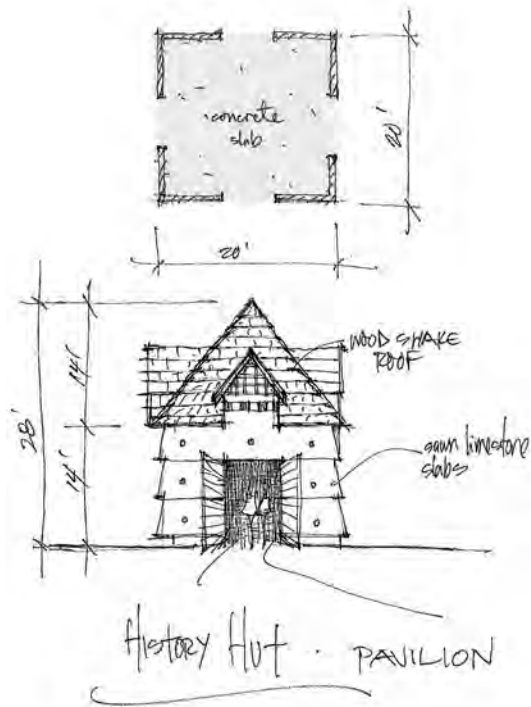 concrete
slab
20'
20'
28'
14'
14'
WOOD SHAKE
ROOF
sawn limestone
slabs
HISTORY HUT . PAVILION